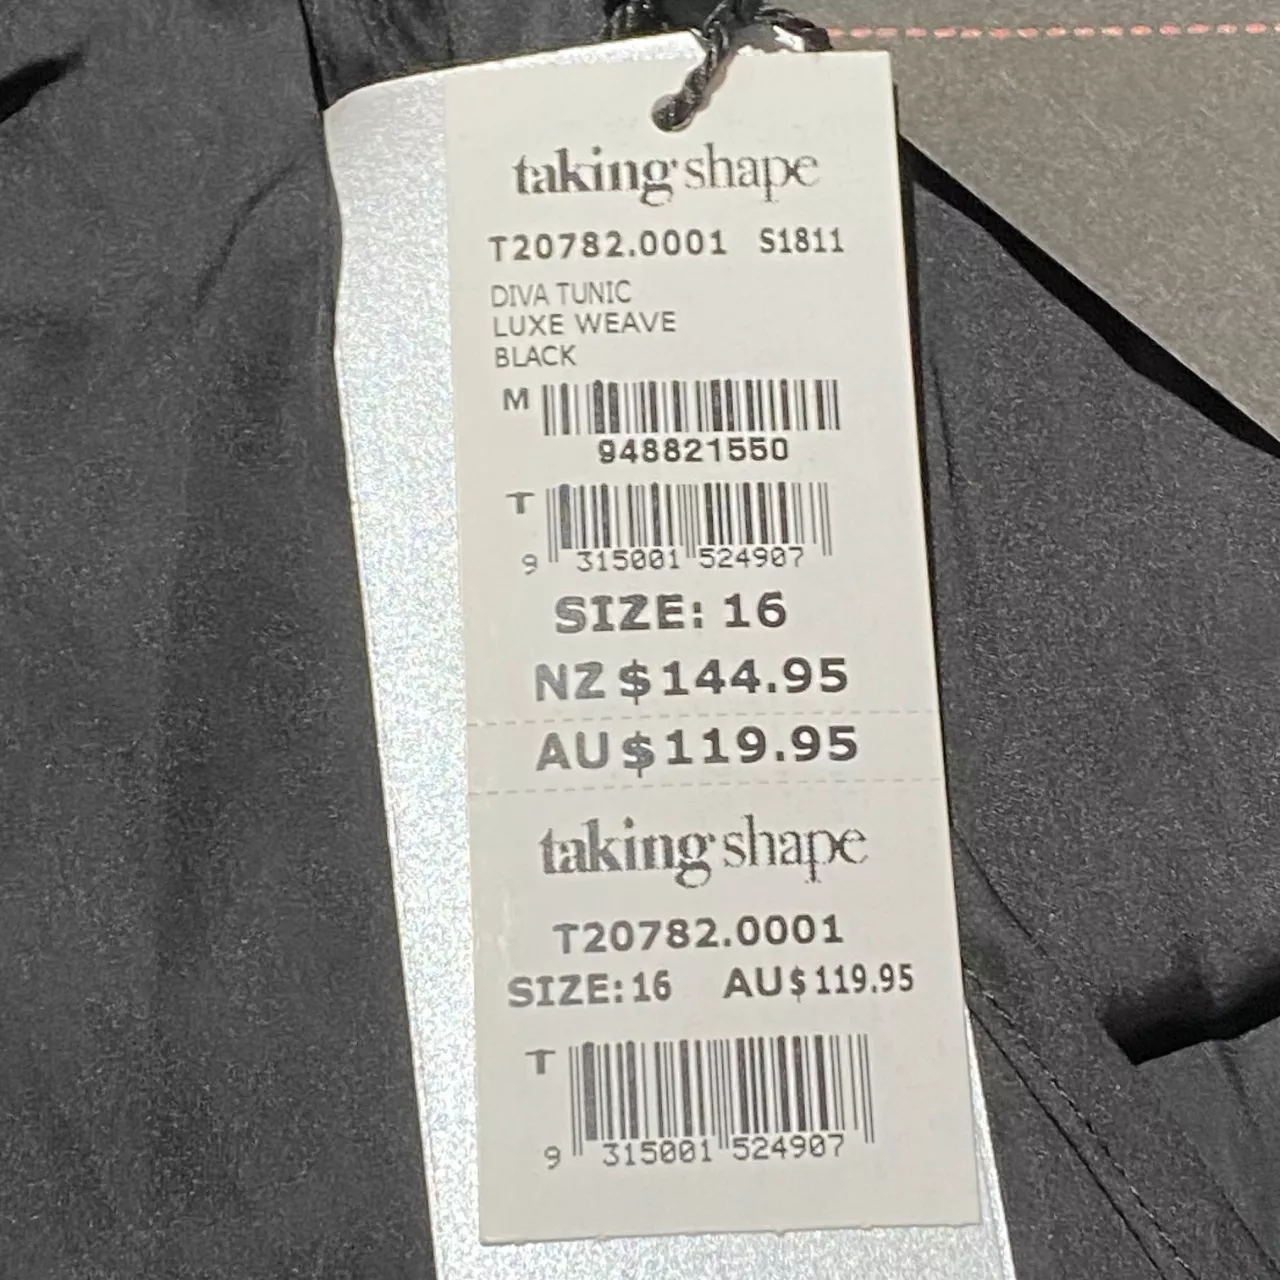 taking shape
T20782.0001 S1811
DIVA TUNIC
LUXE WEAVE
BLACK
M
948821550
T
9 315001 524907
SIZE: 16
NZ $144.95
AU $119.95
taking shape
T20782.0001
SIZE:16 AU$119.95
T
9 315001 524907